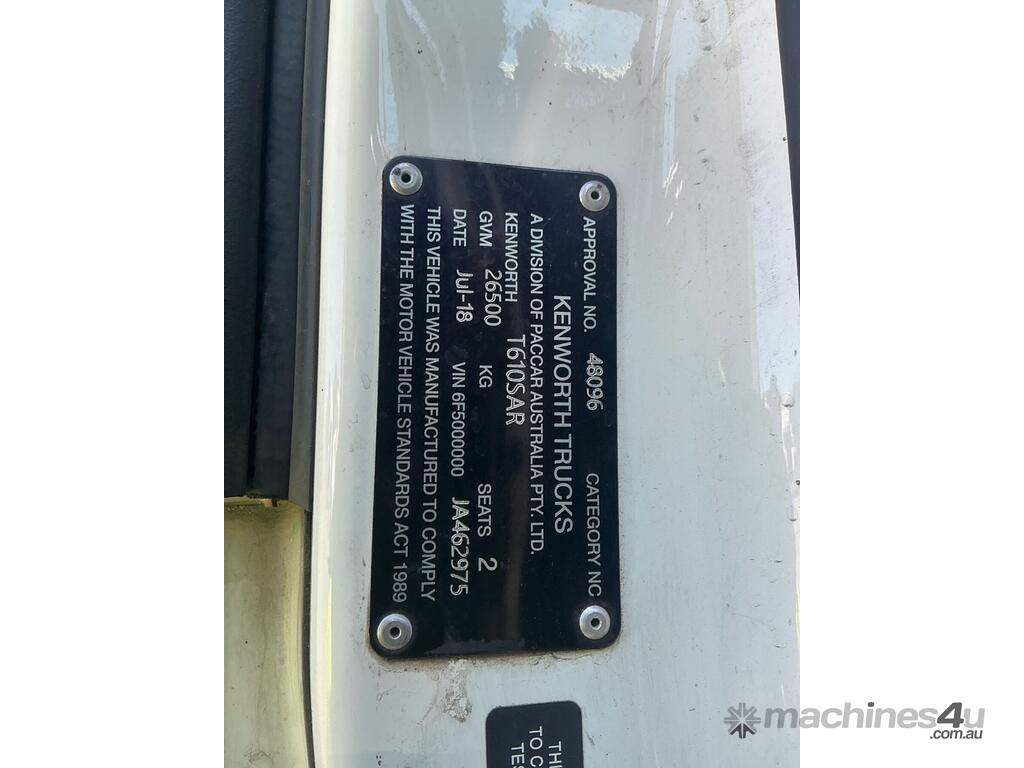 APPROVAL NO. 48096 CATEGORY NC
KENWORTH TRUCKS
A DIVISION OF PACCAR AUSTRALIA PTY. LTD.
KENWORTH T610SAR
GVM 26500 KG SEATS 2
DATE Jul-18 VIN 6F5000000 JA462975
THIS VEHICLE WAS MANUFACTURED TO COMPLY
WITH THE MOTOR VEHICLE STANDARDS ACT 1989
TO
machines4u
.com.au